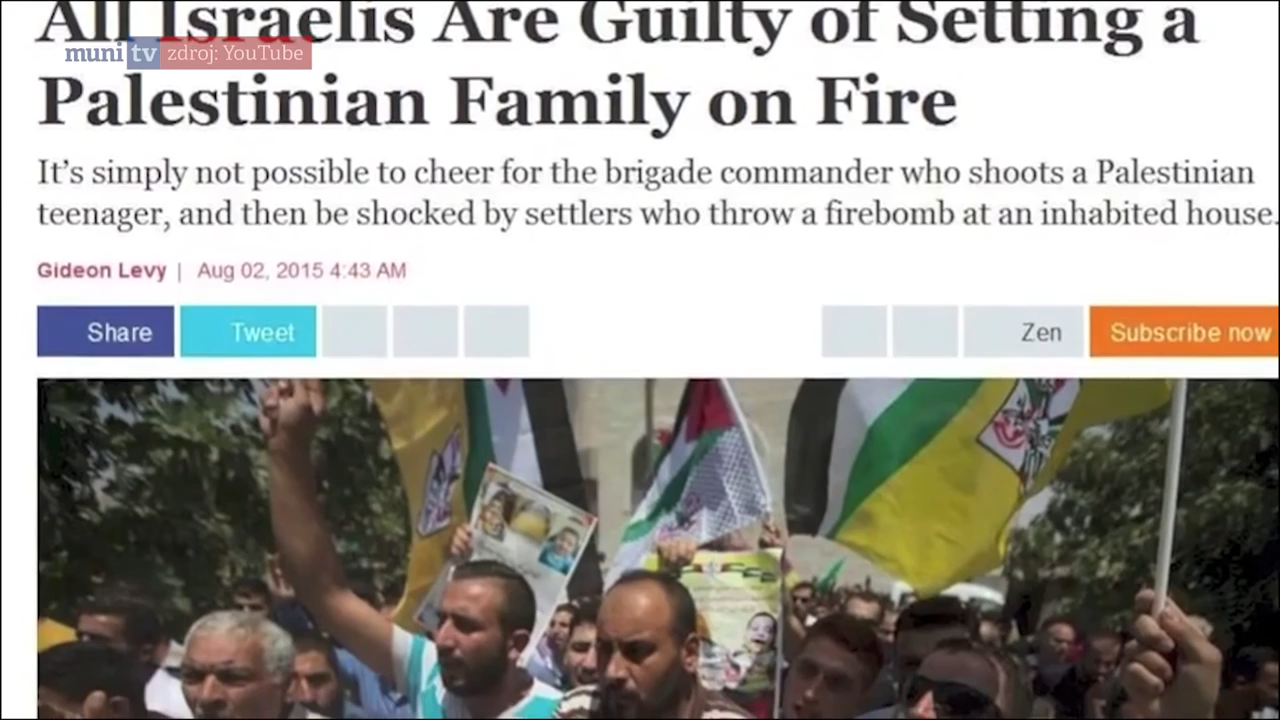 All Israelis Are Guilty of Setting a
muni tv zdroj: YouTube
Palestinian Family on Fire
It's simply not possible to cheer for the brigade commander who shoots a Palestinian
teenager, and then be shocked by settlers who throw a firebomb at an inhabited house.
Gideon Levy | Aug 02, 2015 4:43 AM
Share Tweet Zen Subscribe now